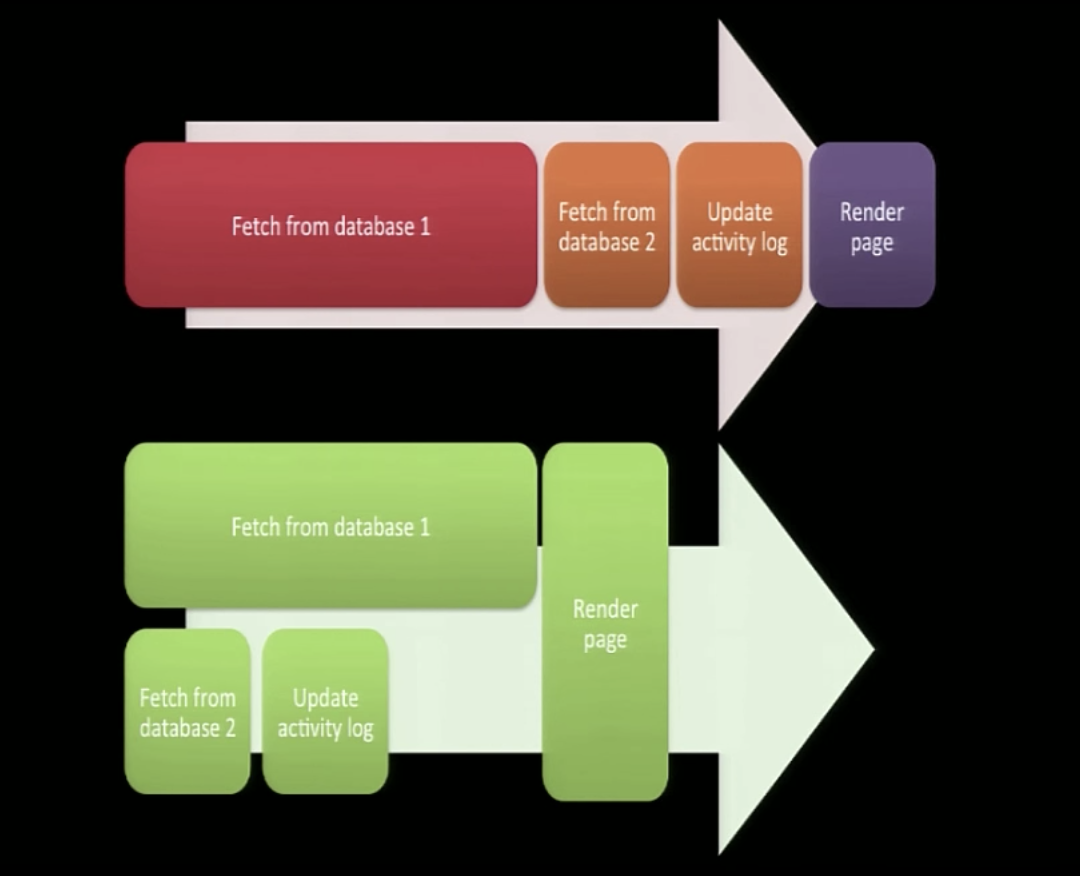 Fetch from database 1
Fetch from
database 2
Update
activity log
Render
page
Fetch from database 1
Render
page
Fetch from
database 2
Update
activity log